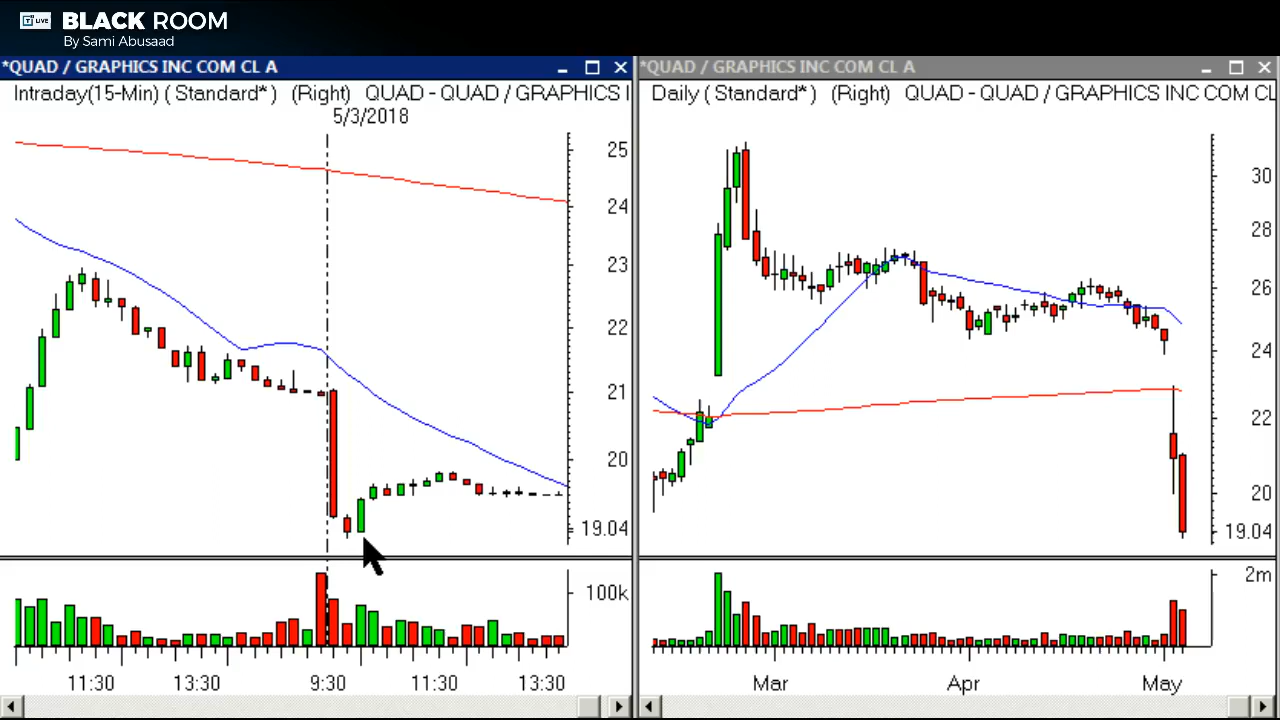 T LIVE BLACK ROOM
By Sami Abusaad
*QUAD / GRAPHICS INC COM CL A
Intraday(15-Min) ( Standard* ) (Right) QUAD - QUAD / GRAPHICS I
5/3/2018
25
24
23
22
21
20
19.04
100k
11:30 13:30 9:30 11:30 13:30
*QUAD / GRAPHICS INC COM CL A
Daily ( Standard* ) (Right) QUAD - QUAD / GRAPHICS INC COM CL
30
28
26
24
22
20
19.04
2m
Mar Apr May